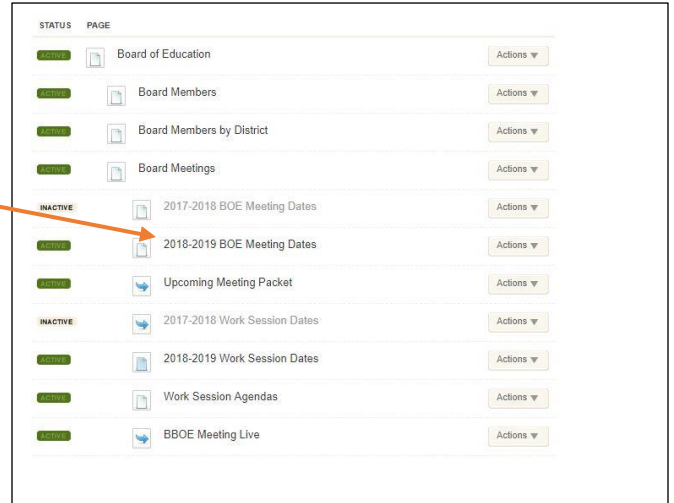 STATUS PAGE
ACTIVE Board of Education Actions ▼
ACTIVE Board Members Actions ▼
ACTIVE Board Members by District Actions ▼
ACTIVE Board Meetings Actions ▼
INACTIVE 2017-2018 BOE Meeting Dates Actions ▼
ACTIVE 2018-2019 BOE Meeting Dates Actions ▼
ACTIVE Upcoming Meeting Packet Actions ▼
INACTIVE 2017-2018 Work Session Dates Actions ▼
ACTIVE 2018-2019 Work Session Dates Actions ▼
ACTIVE Work Session Agendas Actions ▼
ACTIVE BBOE Meeting Live Actions ▼